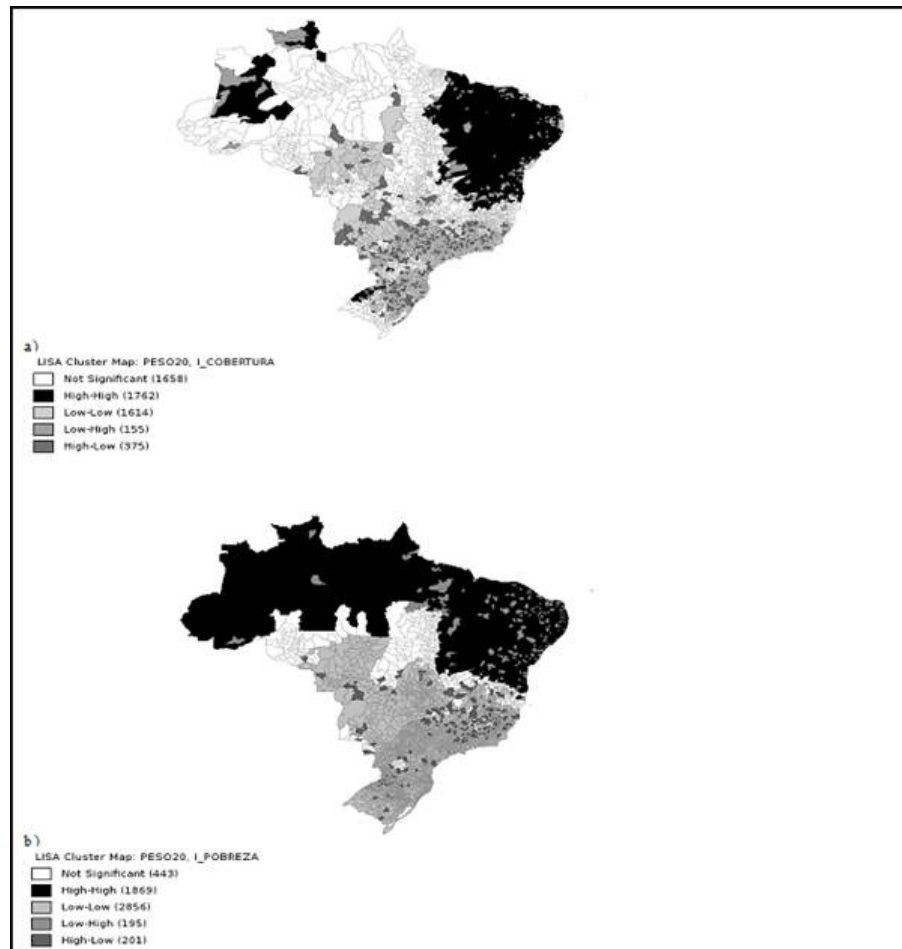 a)
LISA Cluster Map: PESO20, I_COBERTURA
Not Significant (1658)
High-High (1762)
Low-Low (1614)
Low-High (155)
High-Low (375)
b)
LISA Cluster Map: PESO20, I_POBREZA
Not Significant (443)
High-High (1869)
Low-Low (2856)
Low-High (195)
High-Low (201)